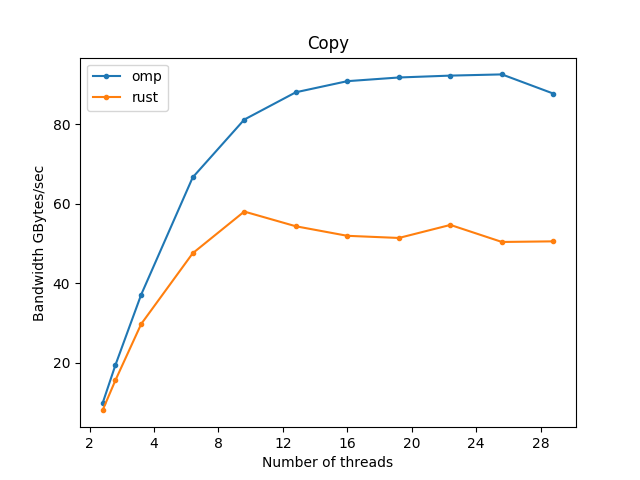 Copy
omp
rust
80
60
40
20
Bandwidth GBytes/sec
2 4 8 12 16 20 24 28
Number of threads